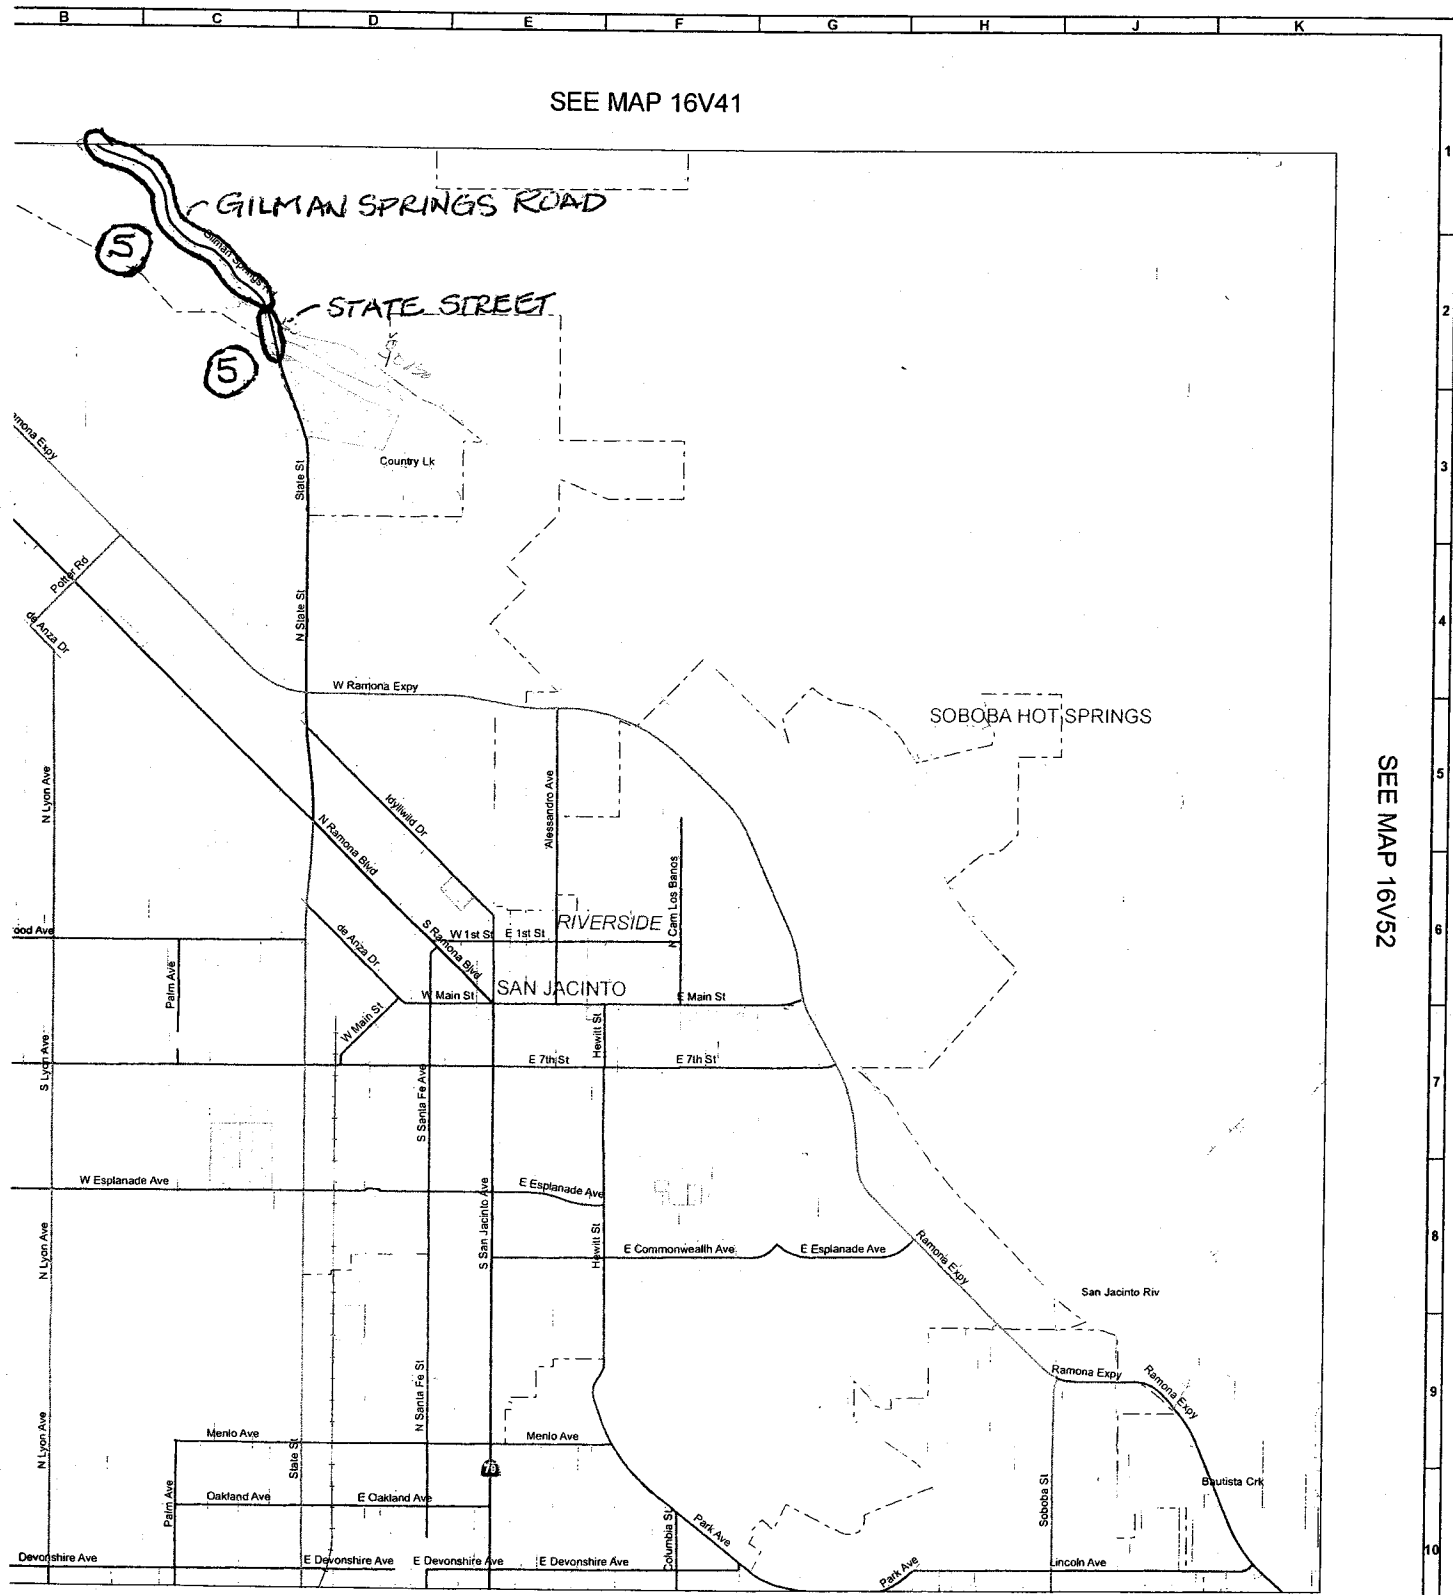 B C D E F G H J K
SEE MAP 16V41
1
GILMAN SPRINGS ROAD
5
Gilman Springs Rd
STATE STREET
2
5
Country Lk
3
State St
Potter Rd
N State St
de Anza Dr
4
W Ramona Expy
SOBOBA HOT SPRINGS
SEE MAP 16V52
5
N Lyon Ave
Alessandro Ave
Idyllwild Dr
N Ramona Blvd
N Cam Los Banos
RIVERSIDE
6
ood Ave
de Anza Dr
S Ramona Blvd
W 1st St
E 1st St
Palm Ave
SAN JACINTO
W Main St
E Main St
W Main St
Hewitt St
S Lyon Ave
E 7th St
E 7th St
7
S Santa Fe Ave
W Esplanade Ave
E Esplanade Ave
S San Jacinto Ave
N Lyon Ave
Hewitt St
E Commonwealth Ave
E Esplanade Ave
Ramona Expy
8
San Jacinto Riv
N Santa Fe St
Ramona Expy
Ramona Expy
9
N Lyon Ave
Menlo Ave
State St
Menlo Ave
Soboba St
Bautista Crk
Palm Ave
Oakland Ave
E Oakland Ave
Columbia St
Park Ave
Devonshire Ave
E Devonshire Ave
E Devonshire Ave
E Devonshire Ave
Park Ave
Lincoln Ave
10